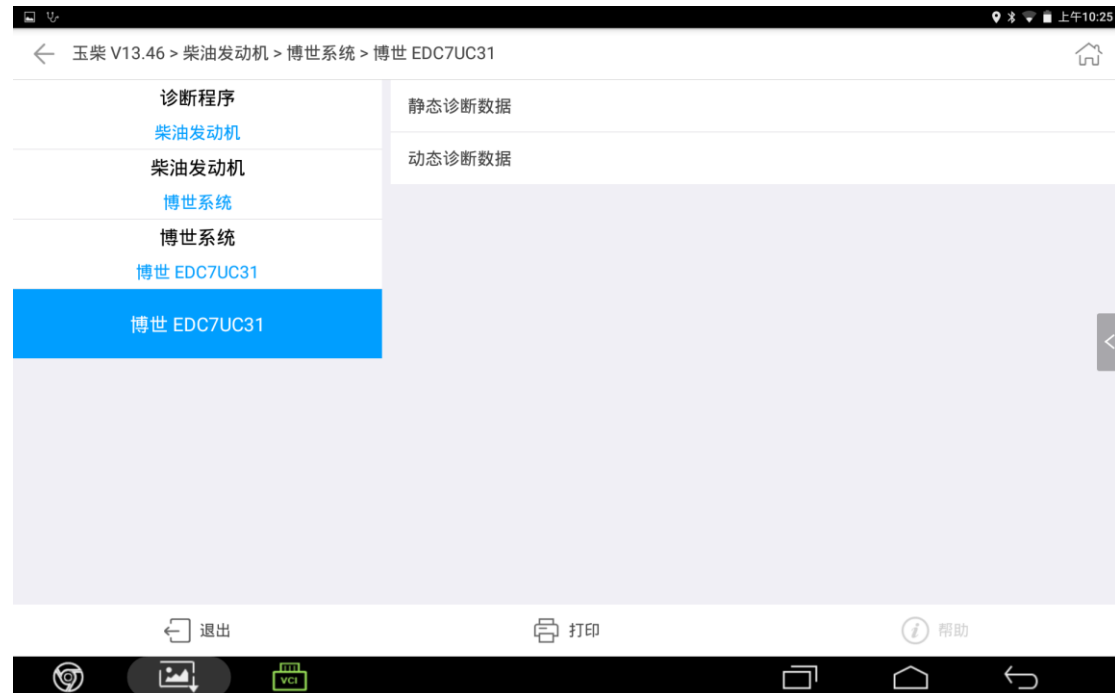 上午10:25
玉柴 V13.46 > 柴油发动机 > 博世系统 > 博世 EDC7UC31
诊断程序
柴油发动机
柴油发动机
博世系统
博世系统
博世 EDC7UC31
博世 EDC7UC31
静态诊断数据
动态诊断数据
退出
打印
帮助
VCI